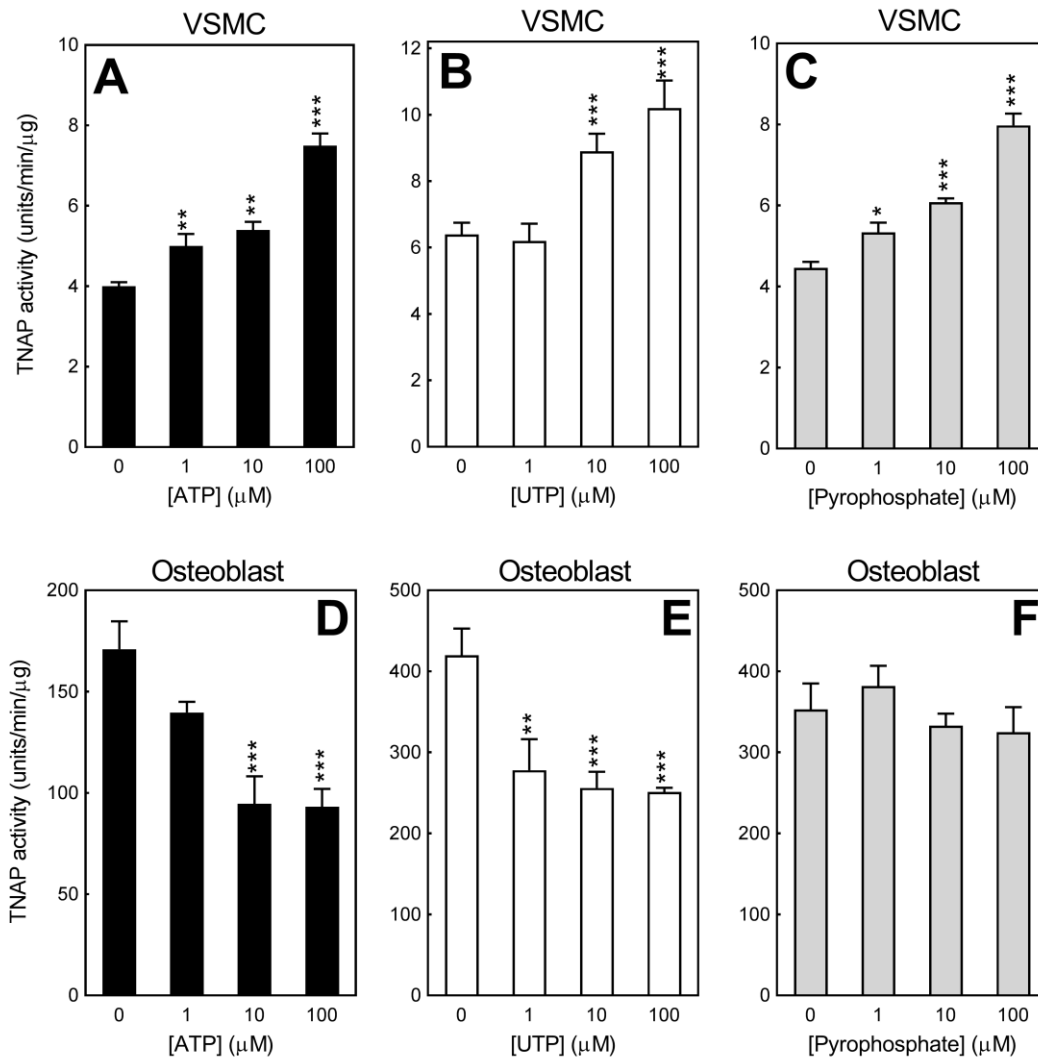 VSMC
A
TNAP activity (units/min/μg)
10
8
6
4
2
0
**
**
***
0 1 10 100
[ATP] (μM)
VSMC
B
12
10
8
6
4
2
0
***
***
0 1 10 100
[UTP] (μM)
VSMC
C
10
8
6
4
2
0
*
***
***
0 1 10 100
[Pyrophosphate] (μM)
Osteoblast
D
TNAP activity (units/min/μg)
200
150
100
50
0
***
***
0 1 10 100
[ATP] (μM)
Osteoblast
E
500
400
300
200
100
0
**
***
***
0 1 10 100
[UTP] (μM)
Osteoblast
F
500
400
300
200
100
0
0 1 10 100
[Pyrophosphate] (μM)